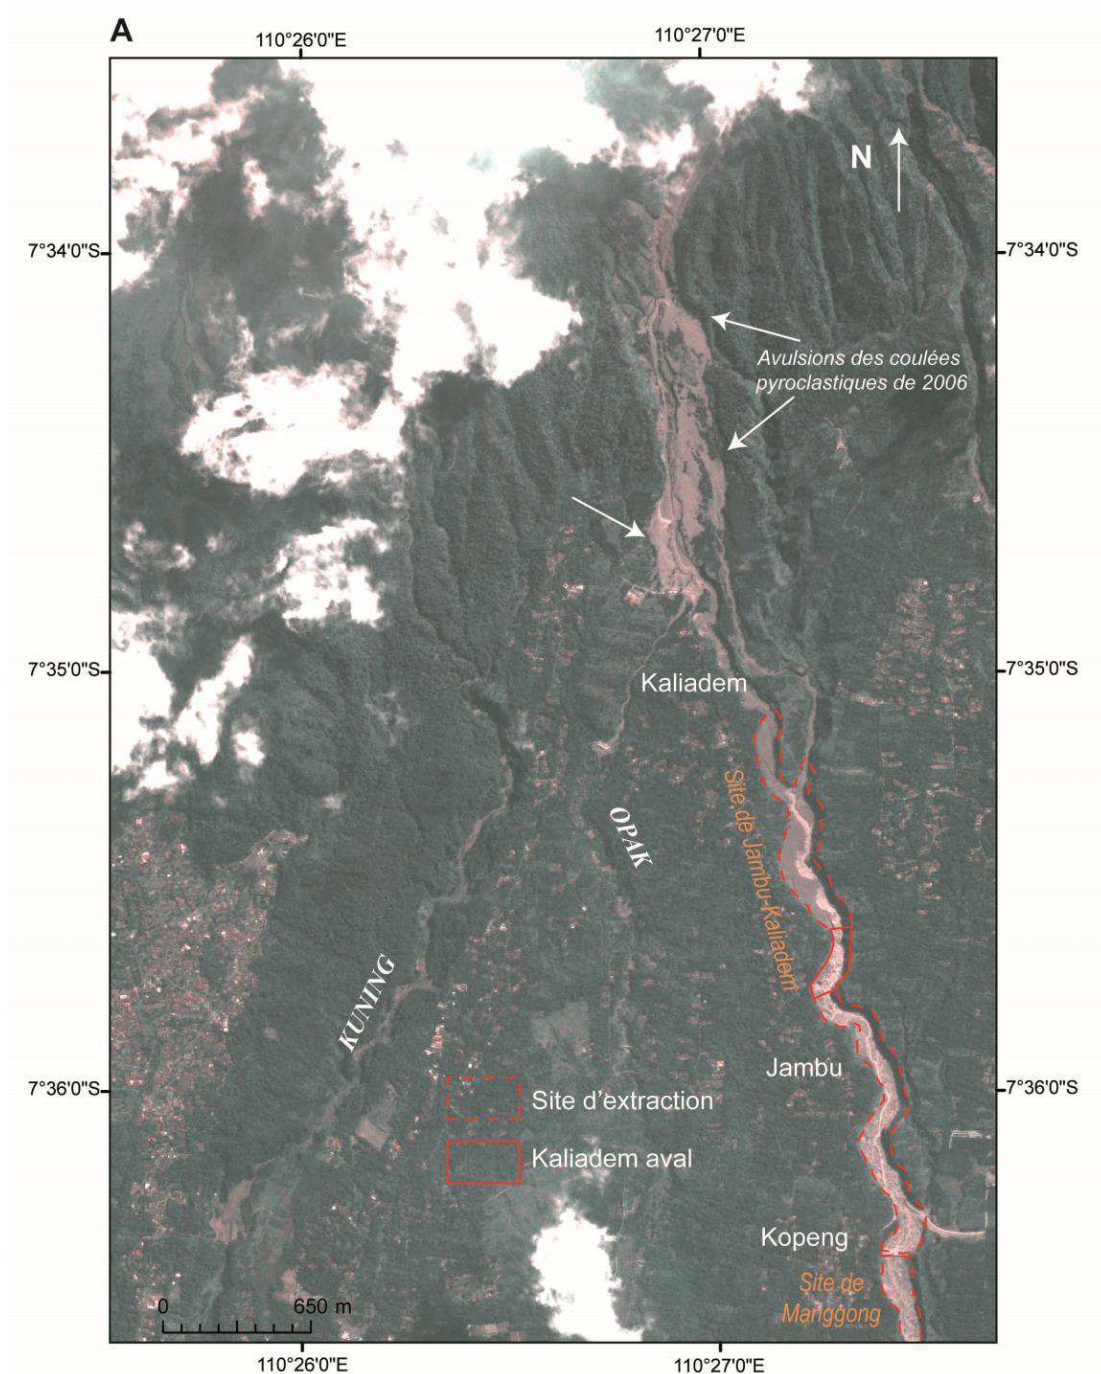 A
110°26'0"E
110°27'0"E
N
7°34'0"S
7°34'0"S
Avulsions des coulées
pyroclastiques de 2006
7°35'0"S
7°35'0"S
Kaliadem
Site de Jambu-Kaliadem
OPAK
KUNING
Jambu
7°36'0"S
7°36'0"S
Site d'extraction
Kaliadem aval
Kopeng
Site de
Manggong
0
650 m
110°26'0"E
110°27'0"E